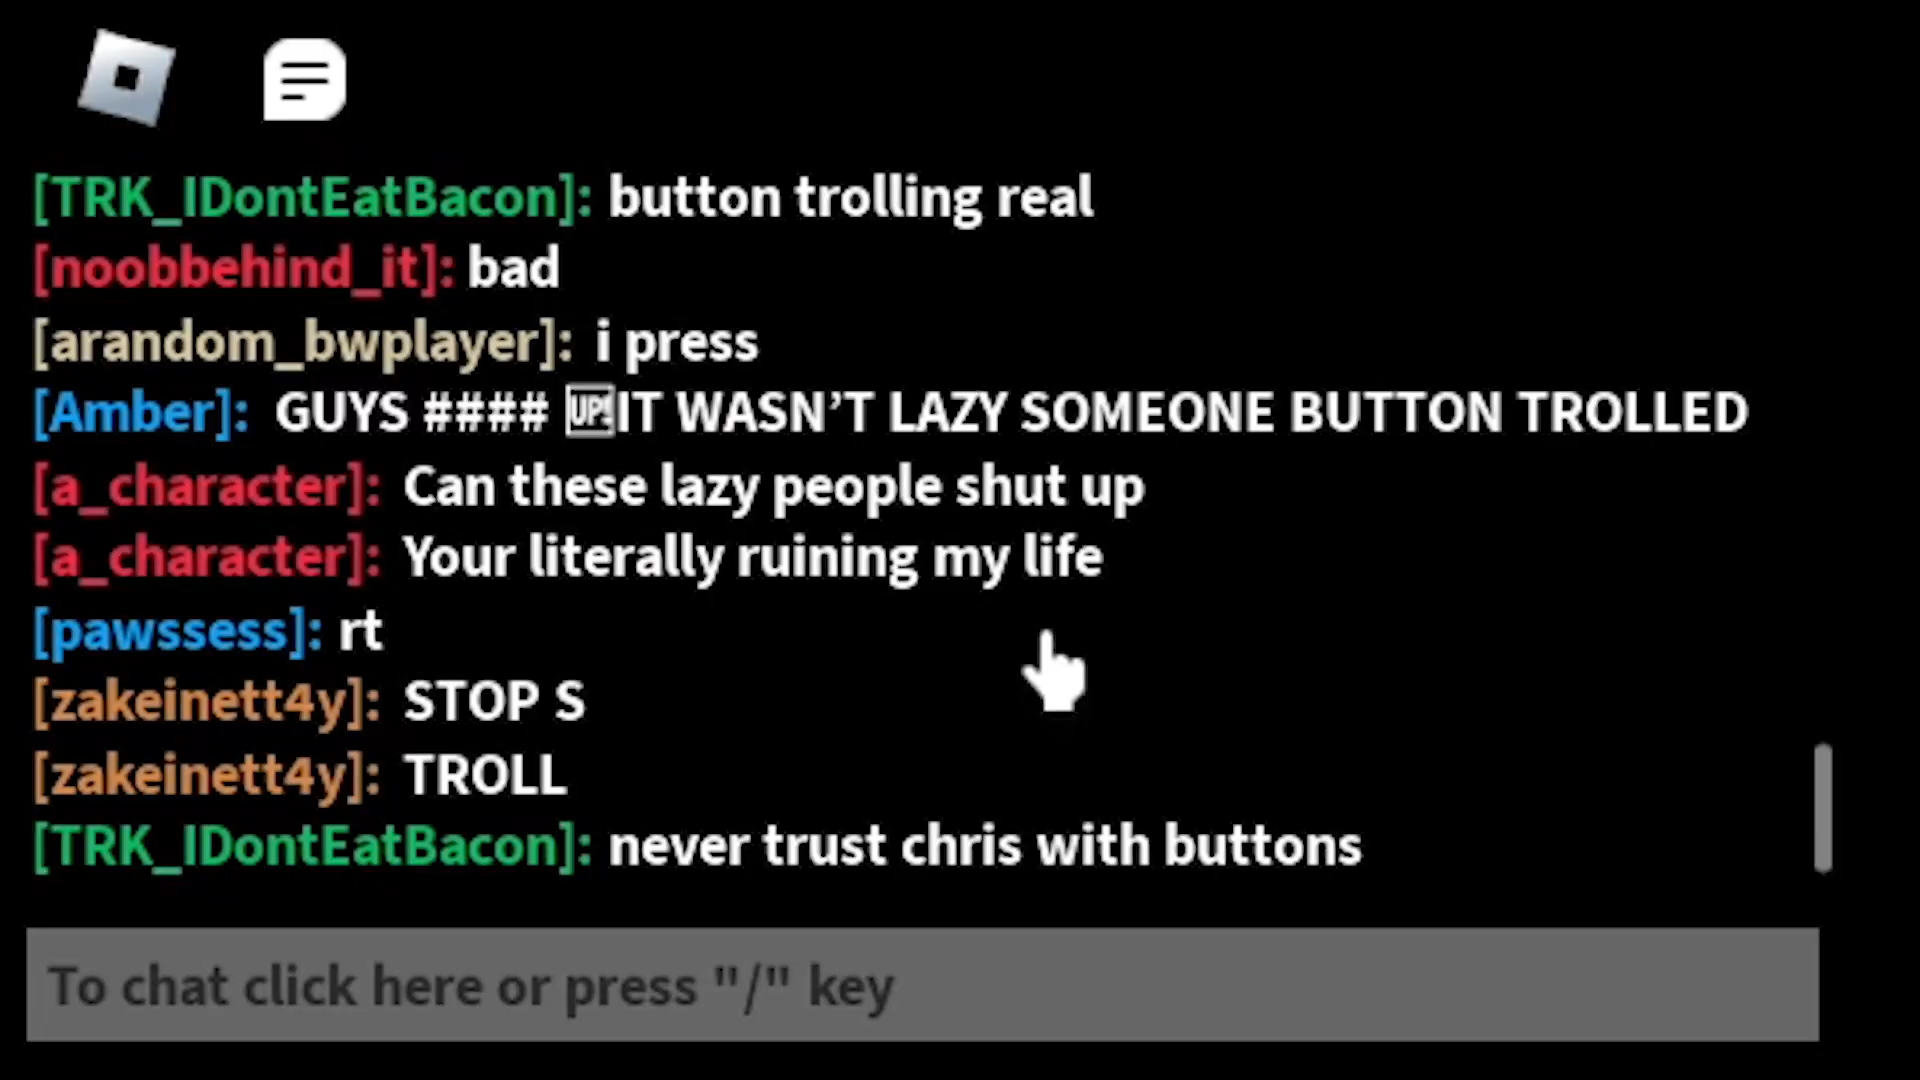 [TRK_IDontEatBacon]: button trolling real
[noobbehind_it]: bad
[arandom_bwplayer]: i press
[Amber]: GUYS #### 🆙IT WASN’T LAZY SOMEONE BUTTON TROLLED
[a_character]: Can these lazy people shut up
[a_character]: Your literally ruining my life
[pawssess]: rt
[zakeinett4y]: STOP S
[zakeinett4y]: TROLL
[TRK_IDontEatBacon]: never trust chris with buttons
To chat click here or press "/" key